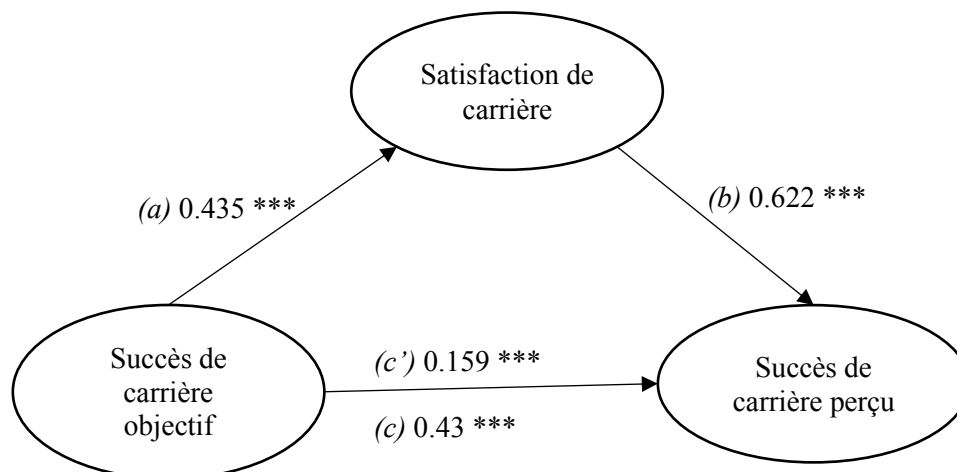 Satisfaction de
carrière
(a) 0.435 ***
(b) 0.622 ***
Succès de
carrière
objectif
(c’) 0.159 ***
(c) 0.43 ***
Succès de
carrière perçu